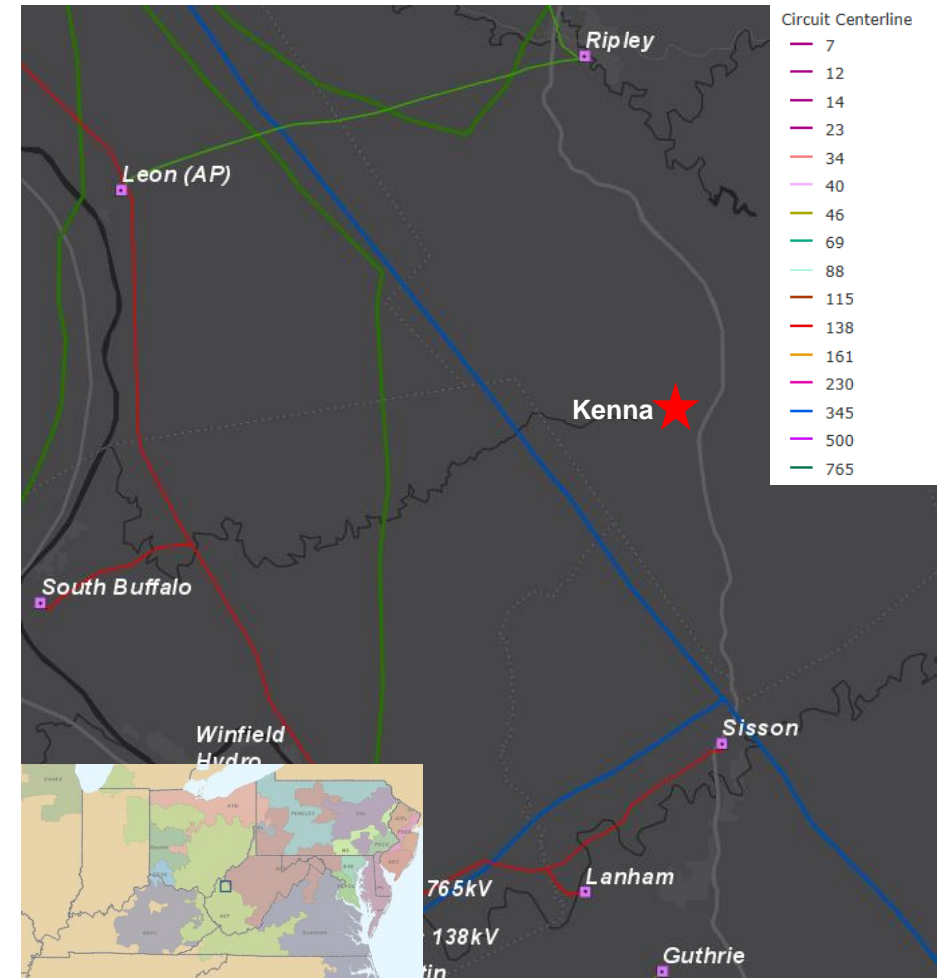 Circuit Centerline
7
12
14
23
34
40
46
69
88
115
138
161
230
345
500
765
Ripley
Leon (AP)
Kenna
South Buffalo
Winfield
Hydro
Sisson
Lanham
765kV
138kV
Guthrie
Dayton